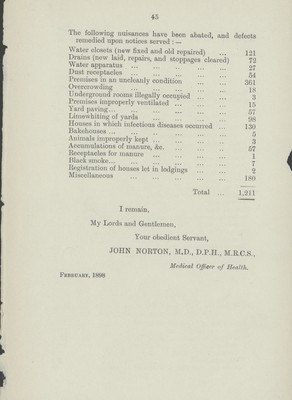 45
The following nuisances have been abated, and defects
remedied upon notices served : —
Water closets (new fixed and old repaired) ... 121
Drains (new laid, repairs, and stoppages cleared) 72
Water apparatus ... ... ... ... ... 27
Dust receptacles ... ... ... ... ... 54
Premises in an uncleanly condition ... ... 361
Overcrowding ... ... ... ... ... 18
Underground rooms illegally occupied ... ... 3
Premises improperly ventilated ... ... ... 15
Yard paving... ... ... ... ... ... 57
Limewhiting of yards ... ... ... ... 98
Houses in which infectious diseases occurred ... 130
Bakehouses ... ... ... ... ... ... 5
Animals improperly kept ... ... ... ... 3
Accumulations of manure, &c. ... ... ... 57
Receptacles for manure ... ... ... ... 1
Black smoke... ... ... ... ... ... 7
Registration of houses let in lodgings ... ... 2
Miscellaneous ... ... ... ... ... 180
Total ... 1,211
I remain,
My Lords and Gentlemen,
Your obedient Servant,
JOHN NORTON, M.D., D.P.H., M.R.C.S.,
Medical Officer of Health.
FEBRUARY, 1898